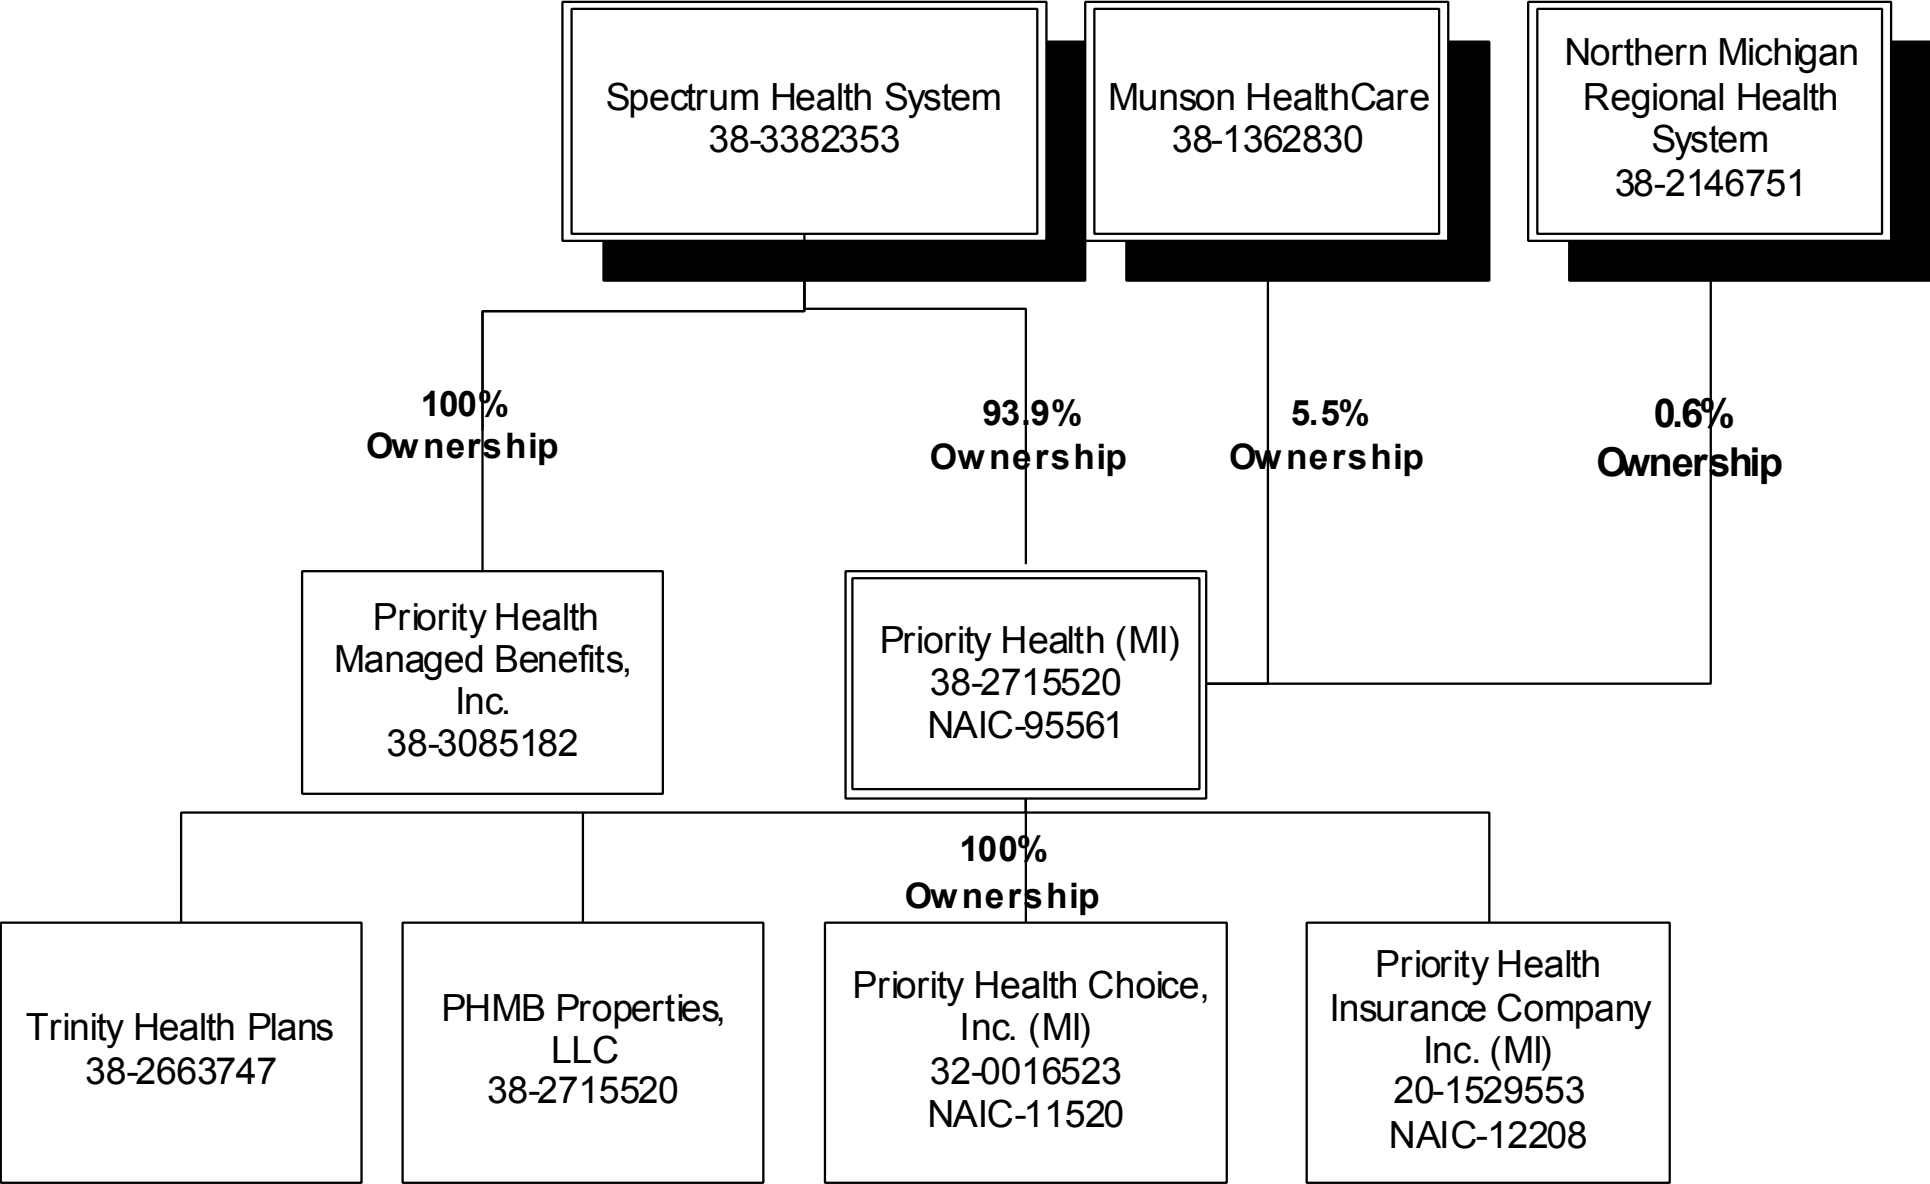 Spectrum Health System
38-3382353
Munson HealthCare
38-1362830
Northern Michigan
Regional Health
System
38-2146751
100%
Ownership
93.9%
Ownership
5.5%
Ownership
0.6%
Ownership
Priority Health
Managed Benefits,
Inc.
38-3085182
Priority Health (MI)
38-2715520
NAIC-95561
100%
Ownership
Trinity Health Plans
38-2663747
PHMB Properties,
LLC
38-2715520
Priority Health Choice,
Inc. (MI)
32-0016523
NAIC-11520
Priority Health
Insurance Company
Inc. (MI)
20-1529553
NAIC-12208